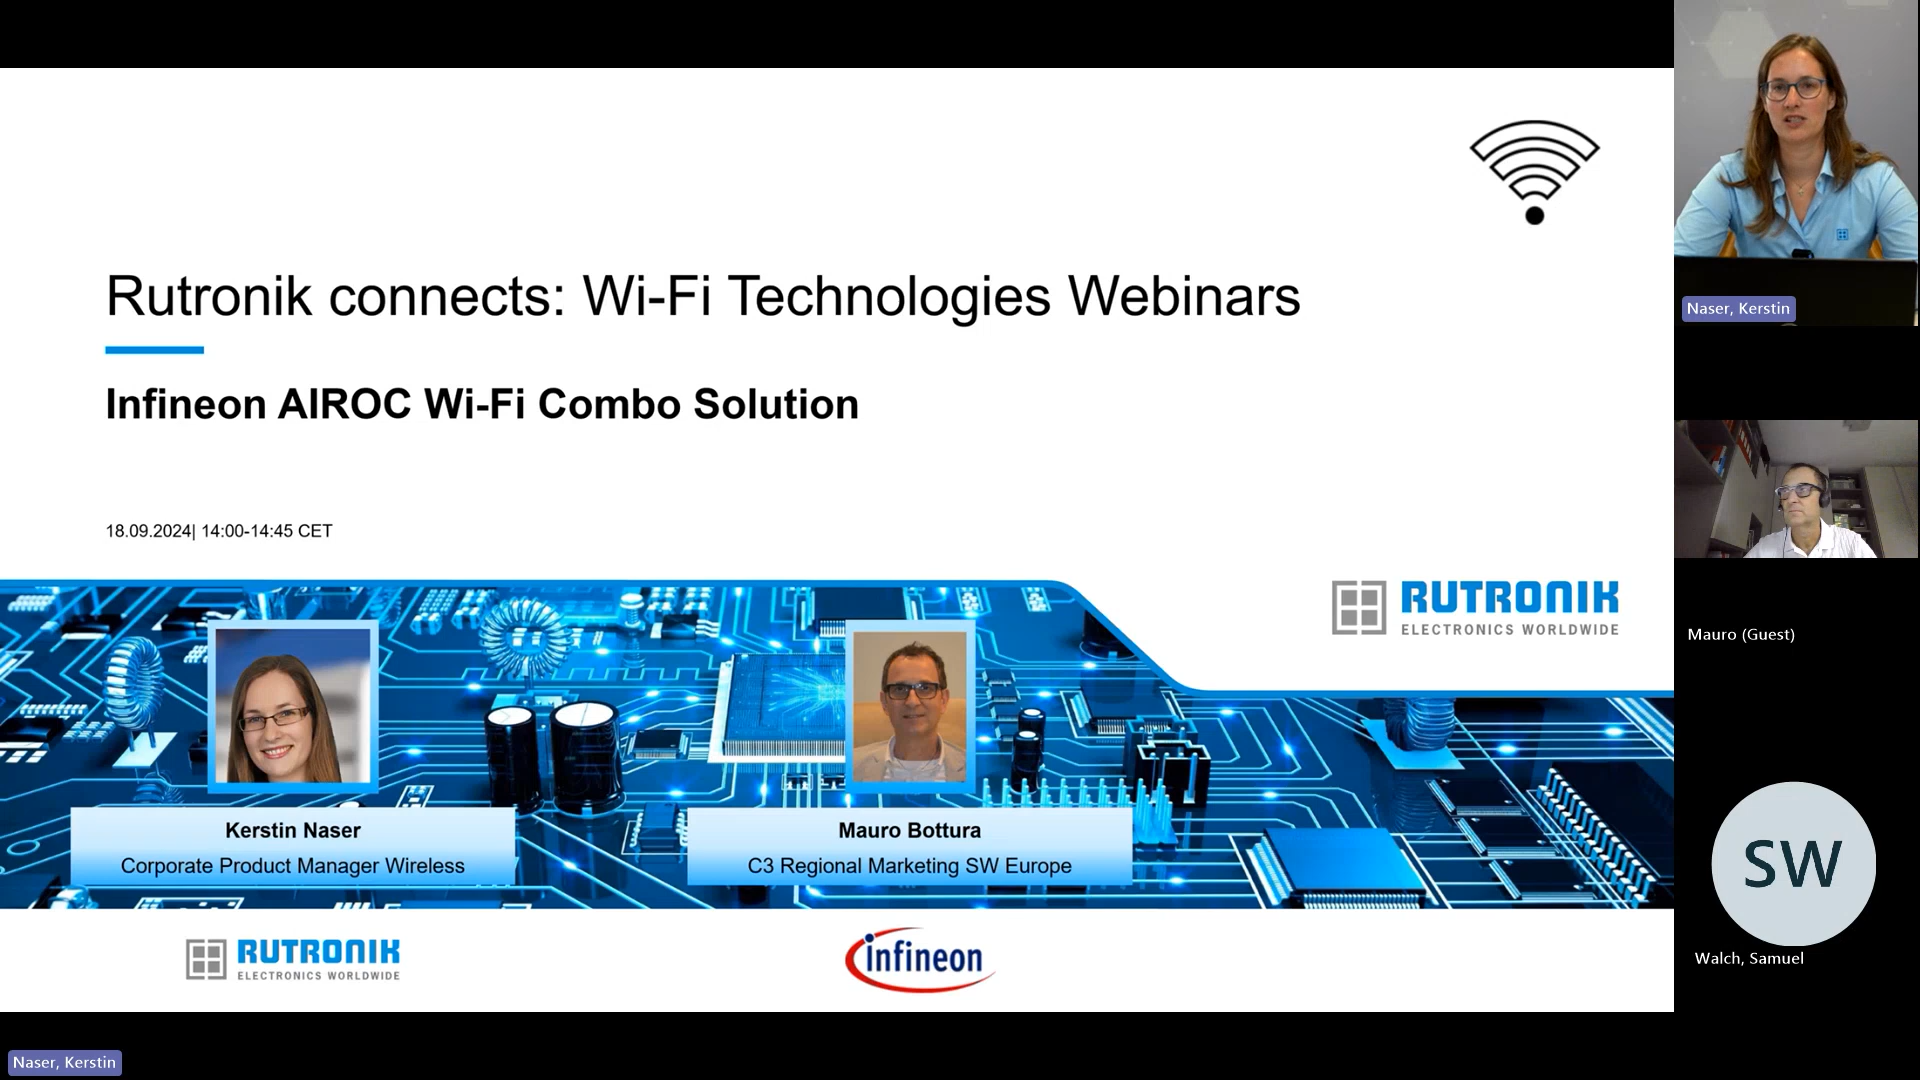 Rutronik connects: Wi-Fi Technologies Webinars
Infineon AIROC Wi-Fi Combo Solution
18.09.2024| 14:00-14:45 CET
RUTRONIK
ELECTRONICS WORLDWIDE
Kerstin Naser
Corporate Product Manager Wireless
Mauro Bottura
C3 Regional Marketing SW Europe
RUTRONIK
ELECTRONICS WORLDWIDE
infineon
Naser, Kerstin
Mauro (Guest)
SW
Walch, Samuel
Naser, Kerstin